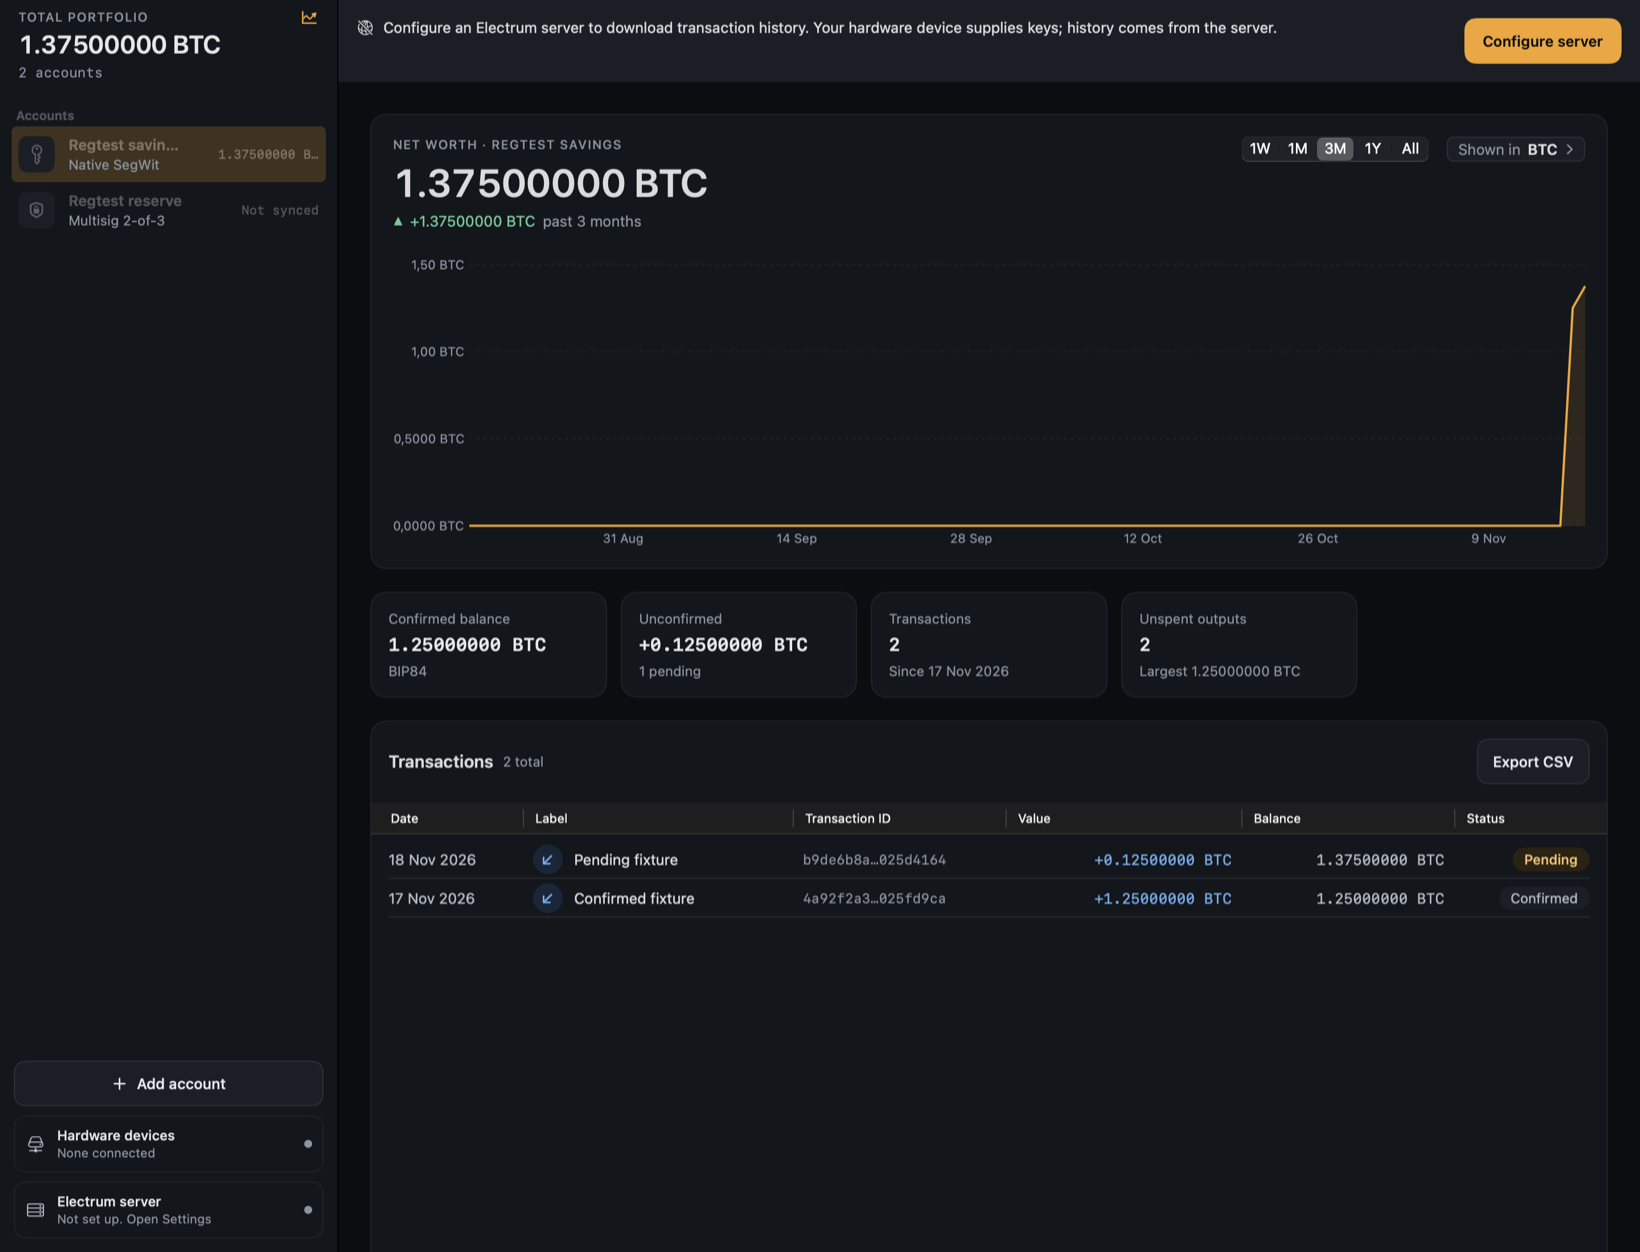 TOTAL PORTFOLIO
1.37500000 BTC
2 accounts
Accounts
Regtest savin...
Native SegWit
1.37500000 B...
Regtest reserve
Multisig 2-of-3
Not synced
Add account
Hardware devices
None connected
Electrum server
Not set up. Open Settings
Configure an Electrum server to download transaction history. Your hardware device supplies keys; history comes from the server.
Configure server
NET WORTH · REGTEST SAVINGS
1W 1M 3M 1Y All
Shown in BTC >
1.37500000 BTC
▲ +1.37500000 BTC past 3 months
1,50 BTC
1,00 BTC
0,5000 BTC
0,0000 BTC
31 Aug 14 Sep 28 Sep 12 Oct 26 Oct 9 Nov
Confirmed balance
1.25000000 BTC
BIP84
Unconfirmed
+0.12500000 BTC
1 pending
Transactions
2
Since 17 Nov 2026
Unspent outputs
2
Largest 1.25000000 BTC
Transactions 2 total
Export CSV
Date Label Transaction ID Value Balance Status
18 Nov 2026 Pending fixture b9de6b8a…025d4164 +0.12500000 BTC 1.37500000 BTC Pending
17 Nov 2026 Confirmed fixture 4a92f2a3…025fd9ca +1.25000000 BTC 1.25000000 BTC Confirmed